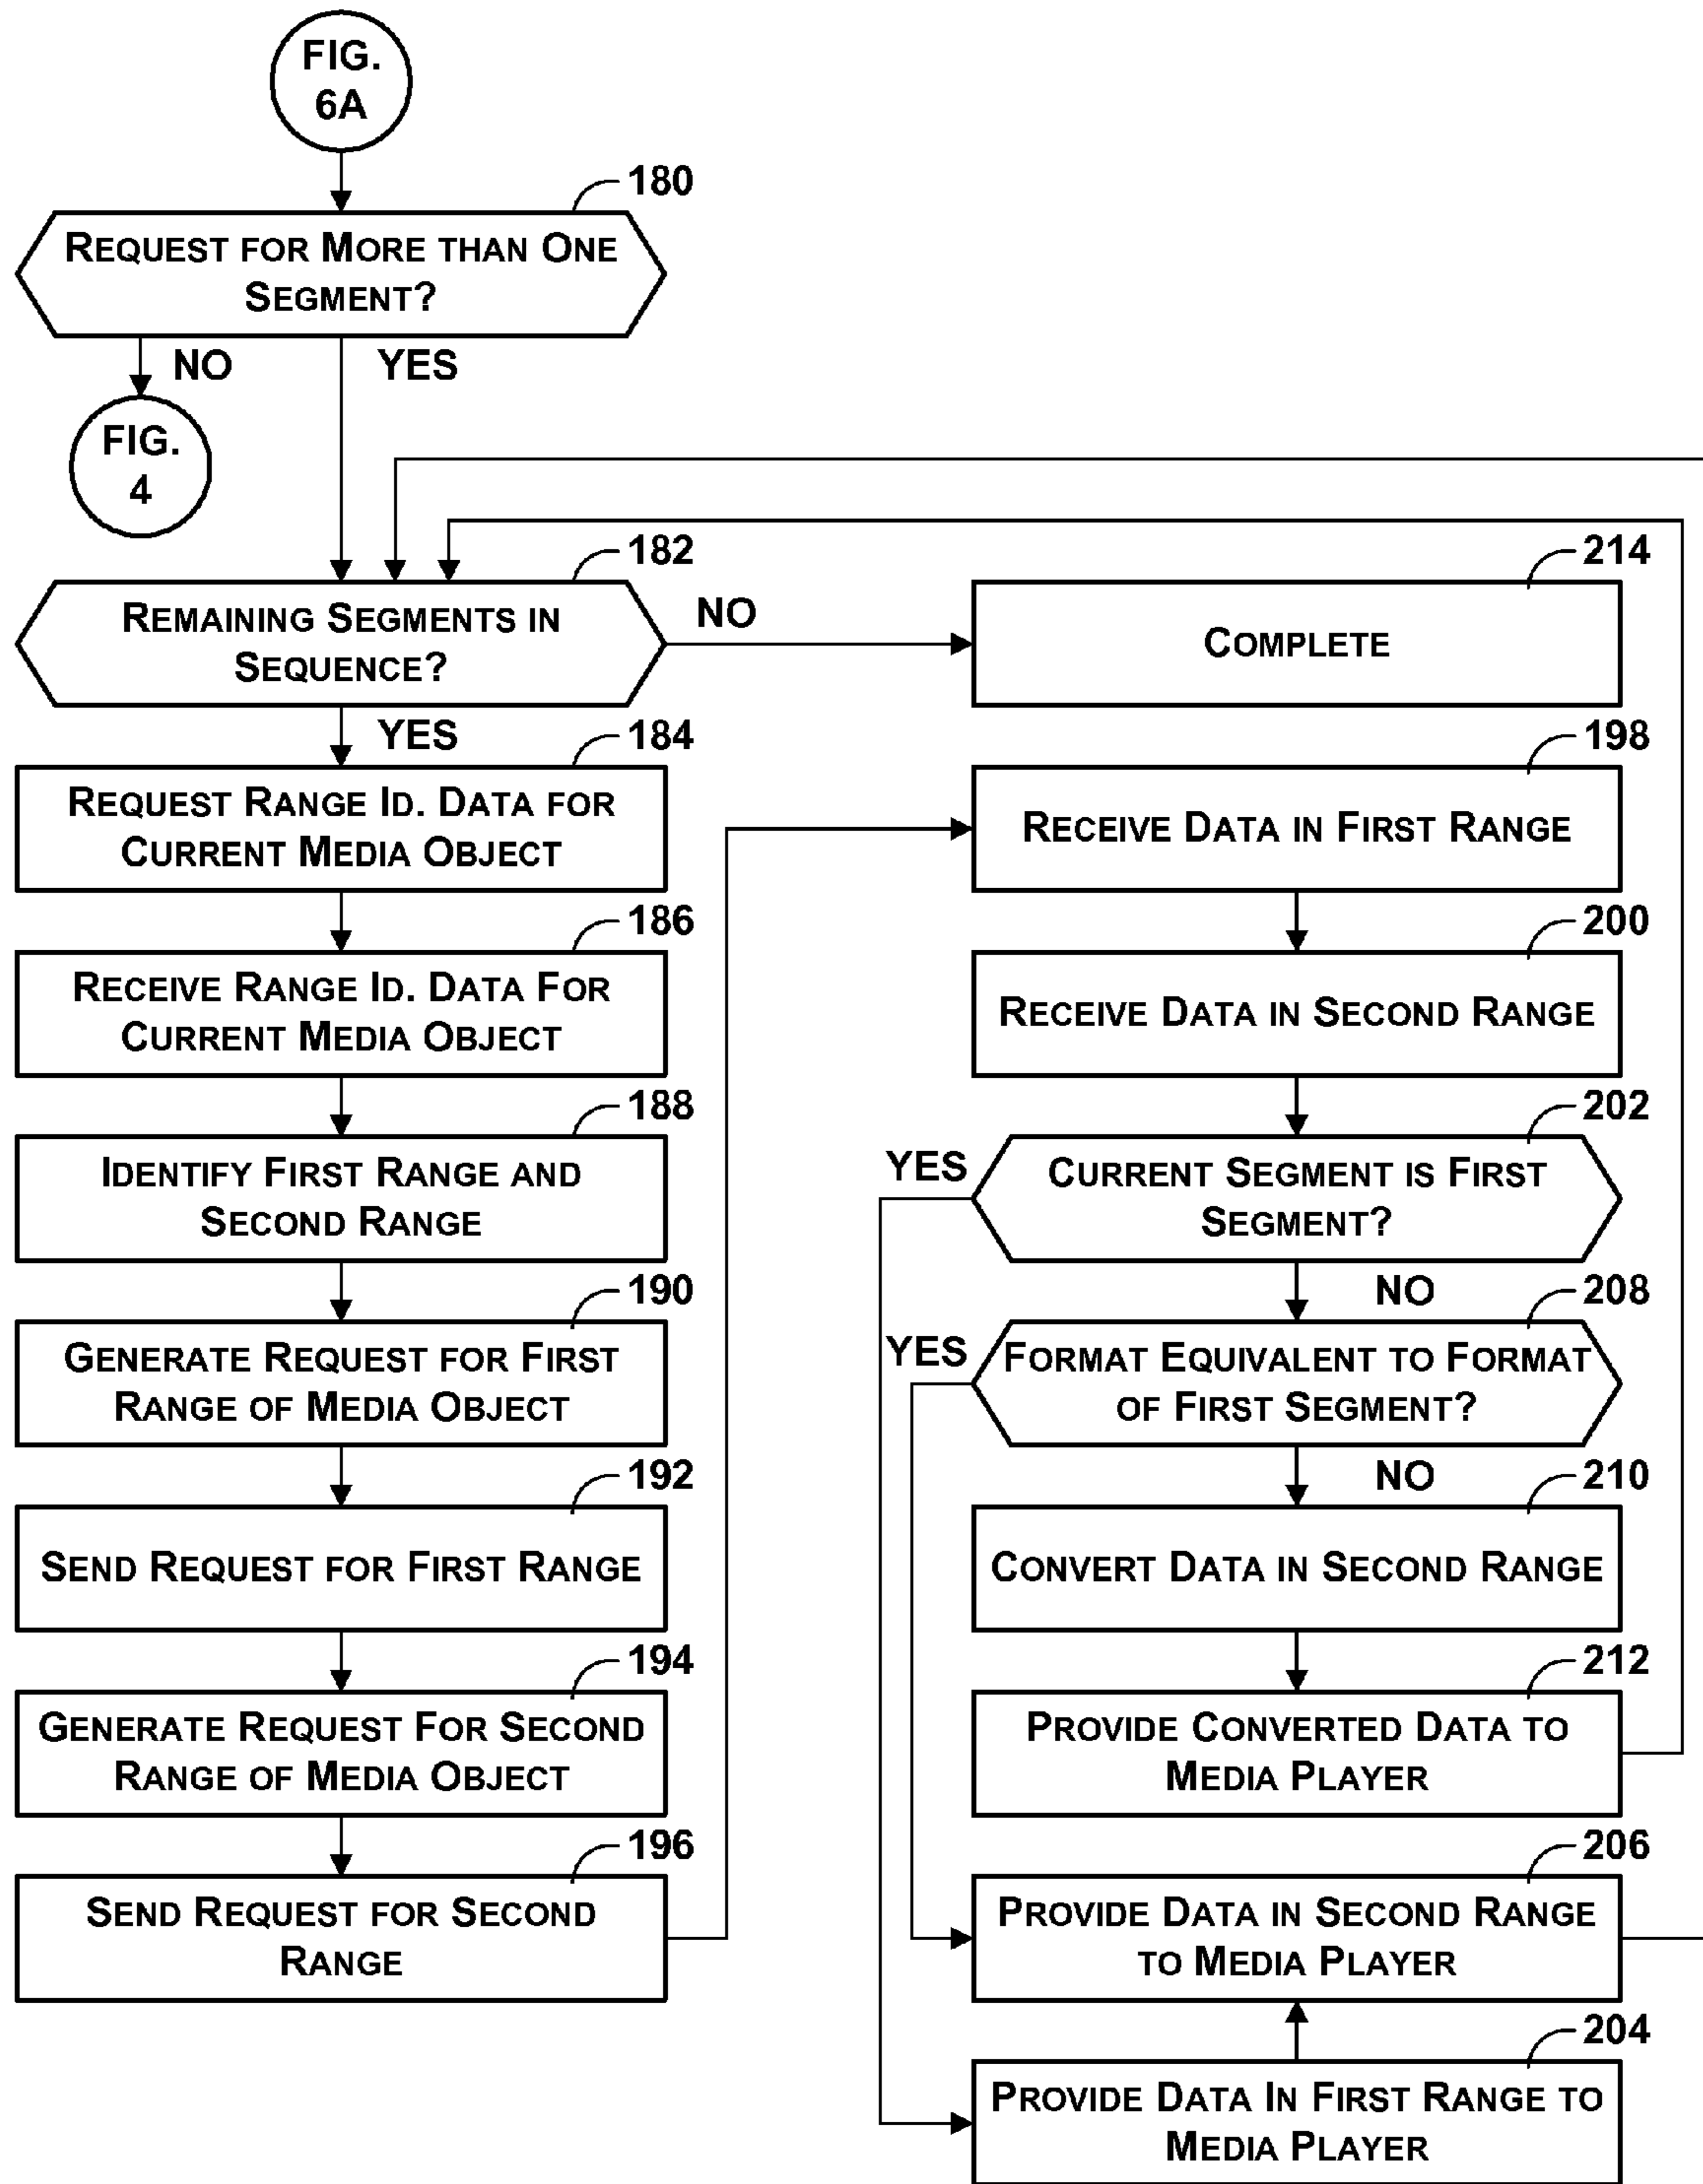 FIG.
6A
180
REQUEST FOR MORE THAN ONE
SEGMENT?
NO
YES
FIG.
4
182
REMAINING SEGMENTS IN
SEQUENCE?
NO
214
COMPLETE
YES
184
REQUEST RANGE ID. DATA FOR
CURRENT MEDIA OBJECT
186
RECEIVE RANGE ID. DATA FOR
CURRENT MEDIA OBJECT
188
IDENTIFY FIRST RANGE AND
SECOND RANGE
190
GENERATE REQUEST FOR FIRST
RANGE OF MEDIA OBJECT
192
SEND REQUEST FOR FIRST RANGE
194
GENERATE REQUEST FOR SECOND
RANGE OF MEDIA OBJECT
196
SEND REQUEST FOR SECOND
RANGE
198
RECEIVE DATA IN FIRST RANGE
200
RECEIVE DATA IN SECOND RANGE
202
YES
CURRENT SEGMENT IS FIRST
SEGMENT?
NO
208
YES
FORMAT EQUIVALENT TO FORMAT
OF FIRST SEGMENT?
NO
210
CONVERT DATA IN SECOND RANGE
212
PROVIDE CONVERTED DATA TO
MEDIA PLAYER
206
PROVIDE DATA IN SECOND RANGE
TO MEDIA PLAYER
204
PROVIDE DATA IN FIRST RANGE TO
MEDIA PLAYER